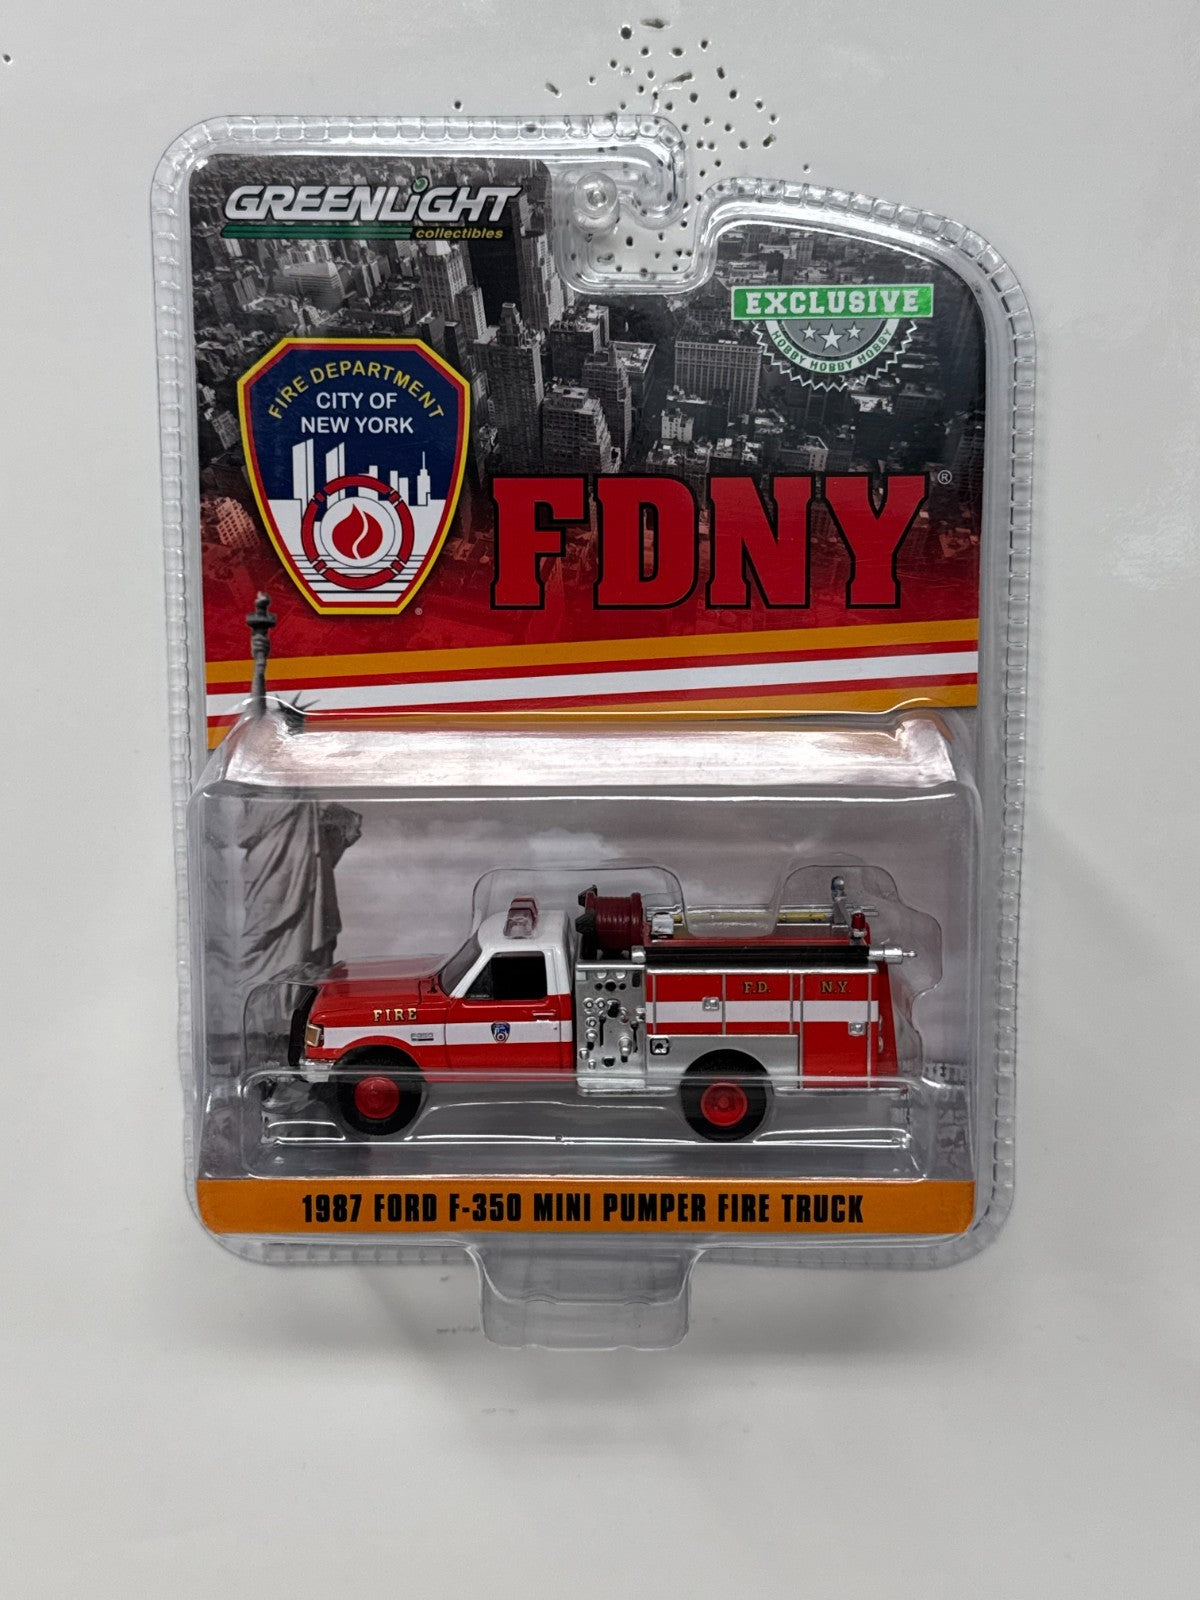 GREENLiGHT
collectibles
EXCLUSIVE
HOBBY HOBBY HOBBY
FIRE DEPARTMENT
CITY OF
NEW YORK
®
FDNY®
FIRE
F.D. N.Y.
1987 FORD F-350 MINI PUMPER FIRE TRUCK